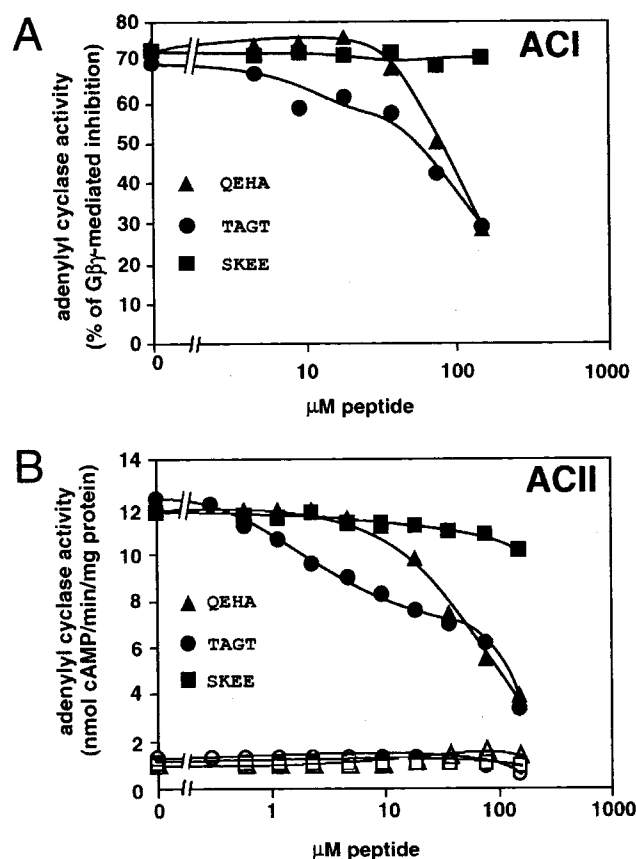 A
ACI
adenylyl cyclase activity
(% of Gβγ-mediated inhibition)
80
70
60
50
40
30
20
10
0
QEHA
TAGT
SKEE
0 10 100 1000
μM peptide
B
ACII
adenylyl cyclase activity
(nmol cAMP/min/mg protein)
14
12
10
8
6
4
2
0
QEHA
TAGT
SKEE
0 1 10 100 1000
μM peptide